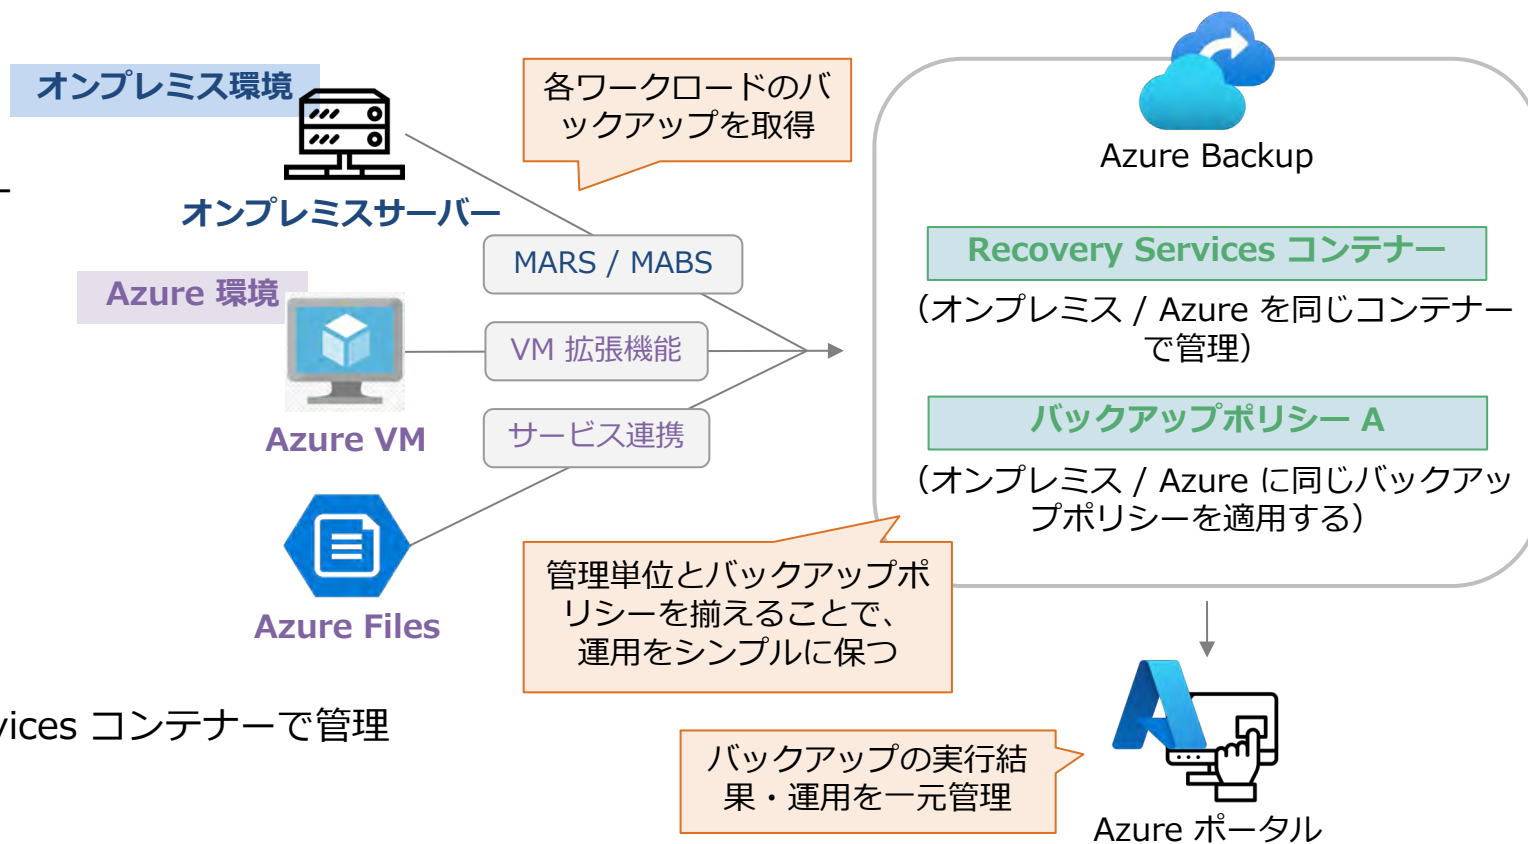 オンプレミス環境
オンプレミスサーバー
Azure 環境
Azure VM
Azure Files
各ワークロードのバ
ックアップを取得
MARS / MABS
VM 拡張機能
サービス連携
Azure Backup
Recovery Services コンテナー
（オンプレミス / Azure を同じコンテナー
で管理）
バックアップポリシー A
（オンプレミス / Azure に同じバックアッ
プポリシーを適用する）
管理単位とバックアップポ
リシーを揃えることで、
運用をシンプルに保つ
vices コンテナーで管理
バックアップの実行結
果・運用を一元管理
Azure ポータル